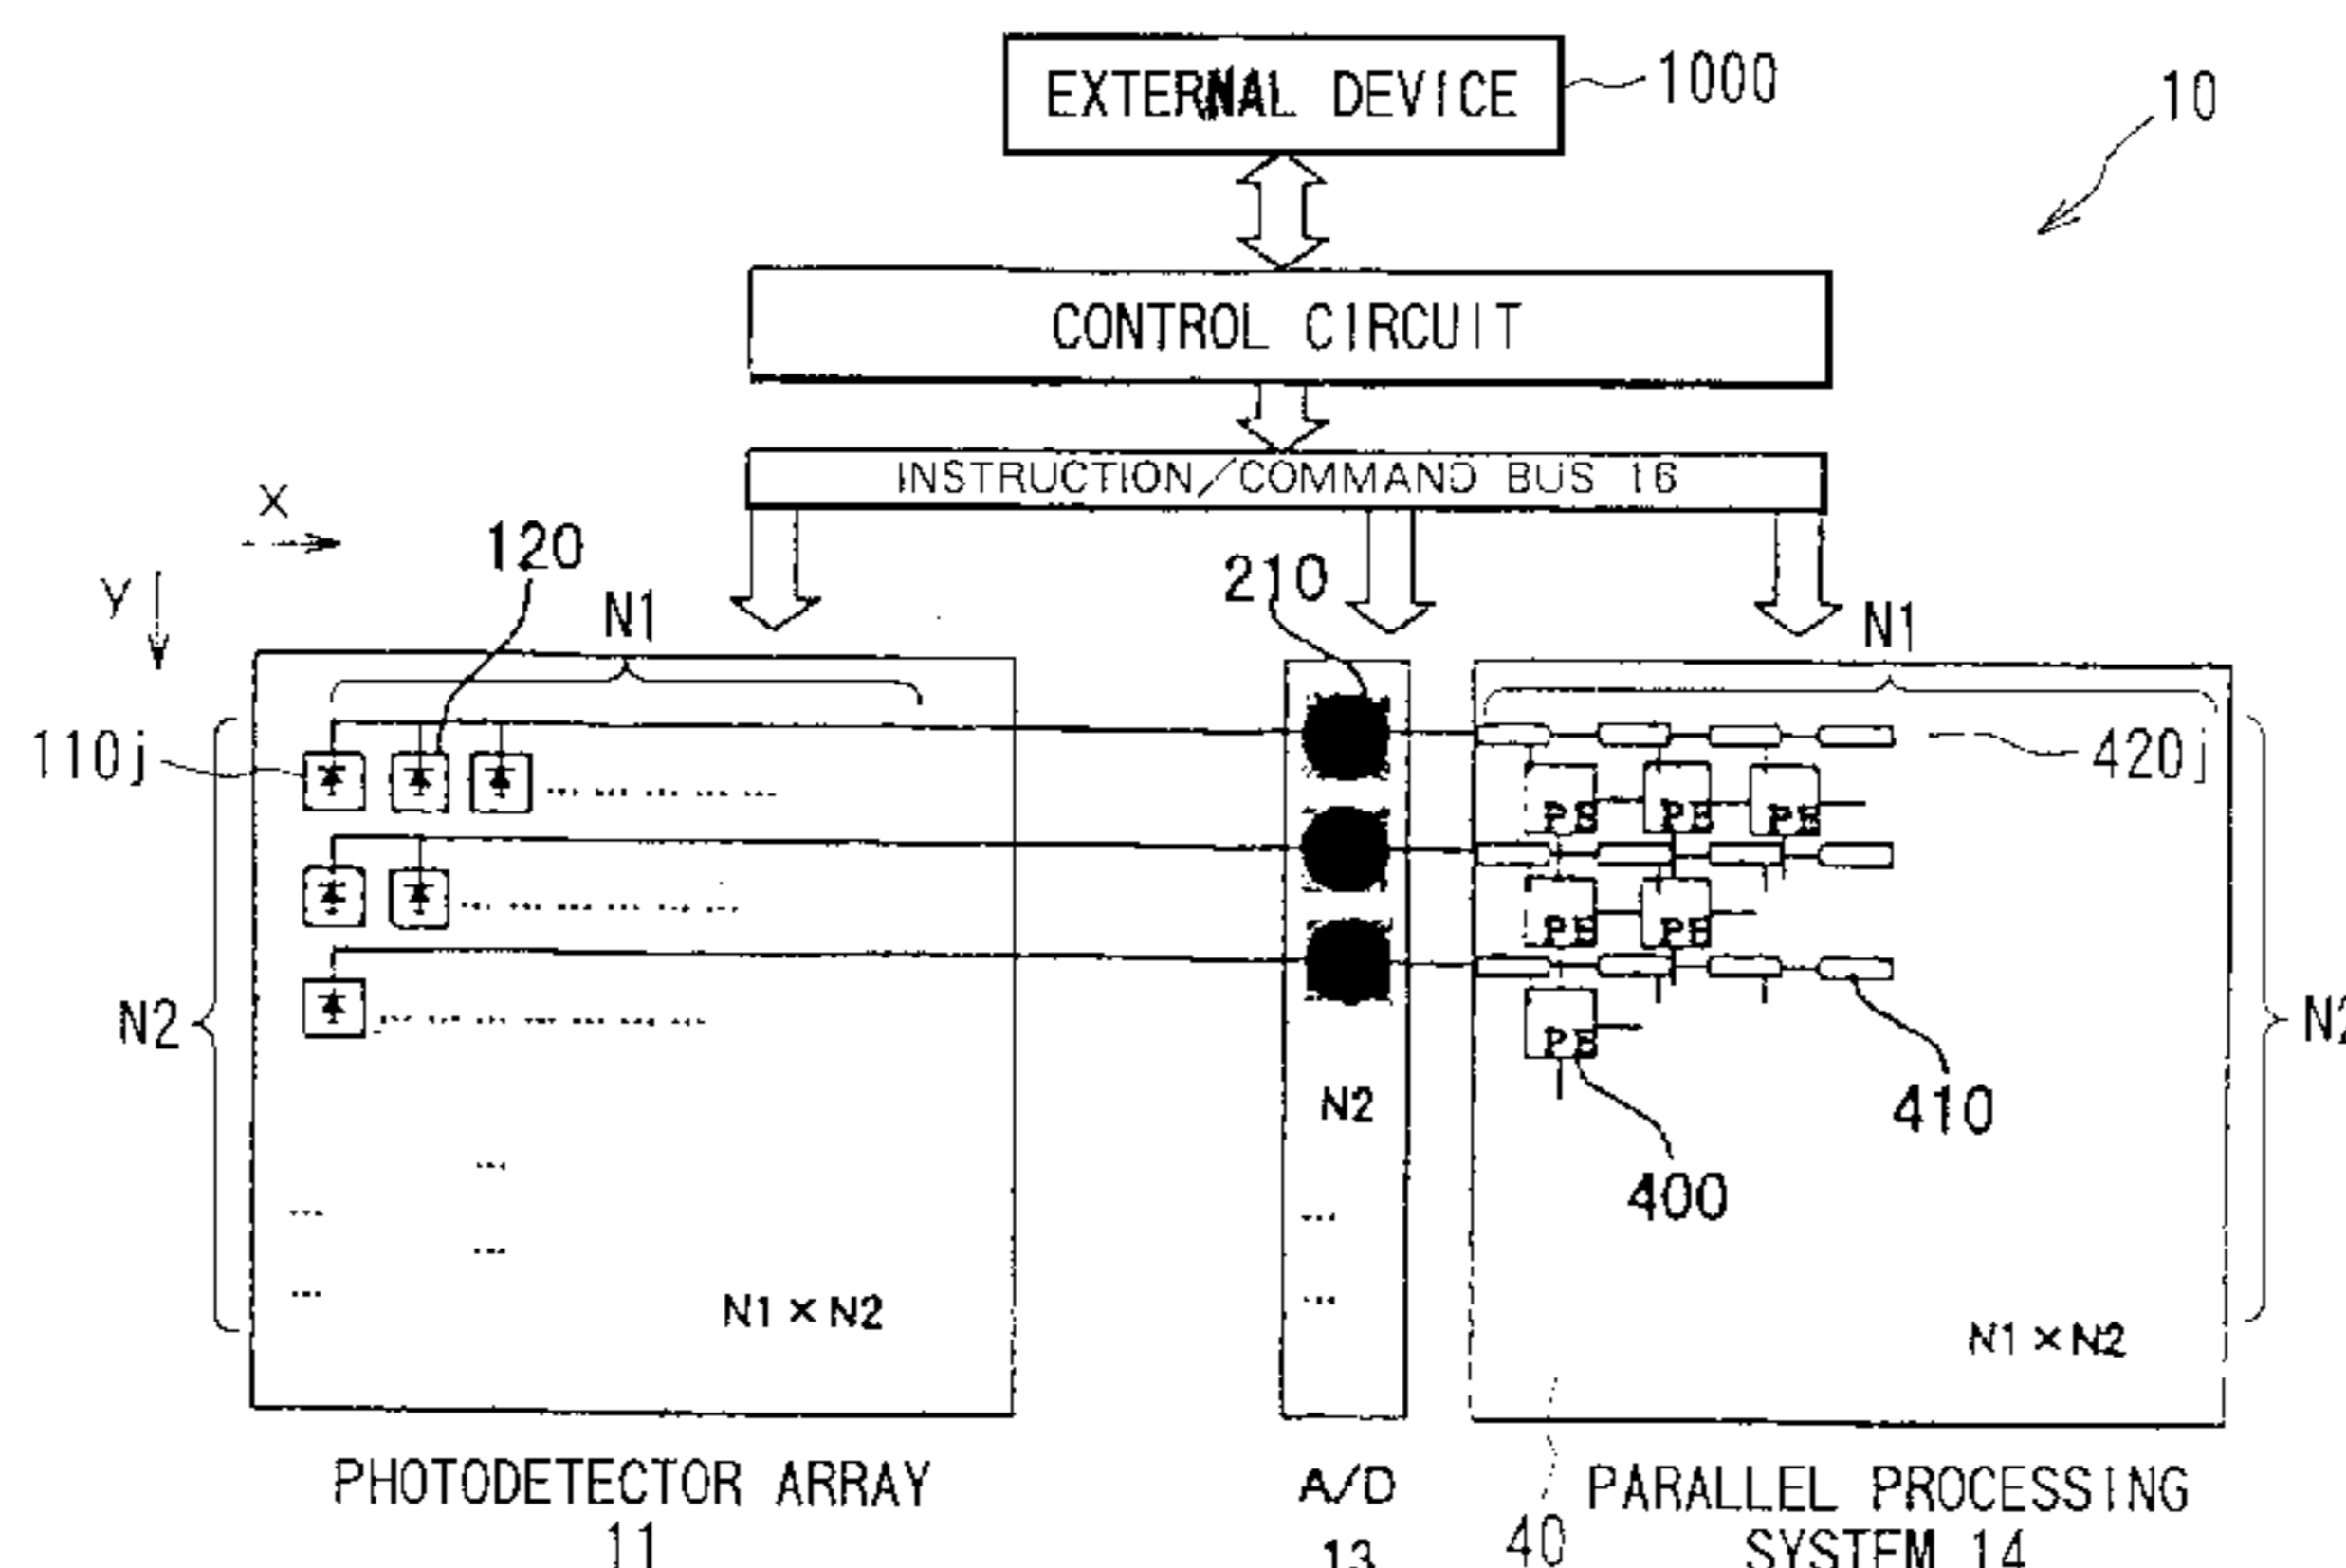 EXTERNAL DEVICE
1000
10
CONTROL CIRCUIT
INSTRUCTION/COMMAND BUS 16
X
Y
120
N1
210
N1
110j
420j
PE PE PE
PE PE
N2
N2
PE
N2
410
400
N1×N2
N1×N2
PHOTODETECTOR ARRAY
11
A/D
13
40
PARALLEL PROCESSING
SYSTEM 14